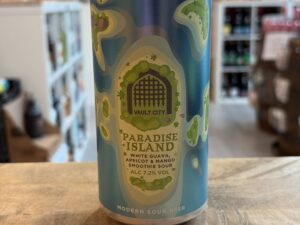 VAULT CITY
PARADISE
ISLAND
WHITE GUAVA,
APRICOT & MANGO
SMOOTHIE SOUR
ALC 7.2% VOL
MODERN SOUR BEER